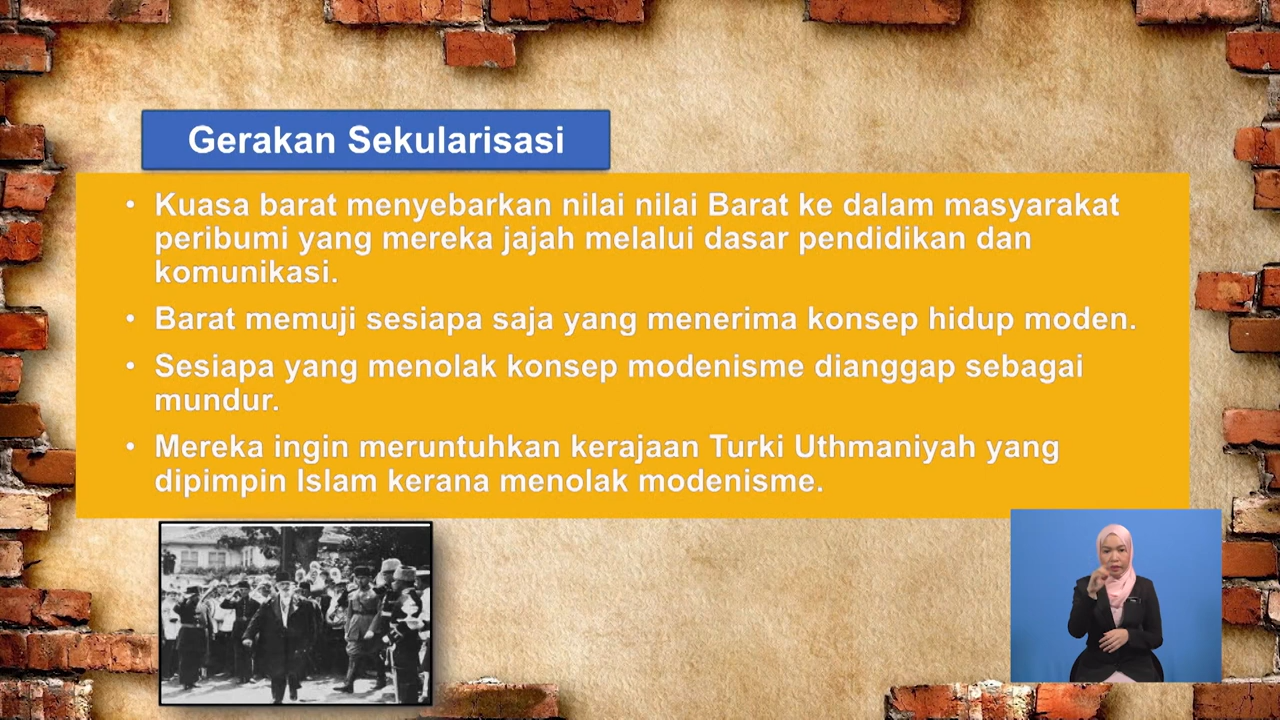 Gerakan Sekularisasi
• Kuasa barat menyebarkan nilai nilai Barat ke dalam masyarakat
peribumi yang mereka jajah melalui dasar pendidikan dan
komunikasi.
• Barat memuji sesiapa saja yang menerima konsep hidup moden.
• Sesiapa yang menolak konsep modenisme dianggap sebagai
mundur.
• Mereka ingin meruntuhkan kerajaan Turki Uthmaniyah yang
dipimpin Islam kerana menolak modenisme.